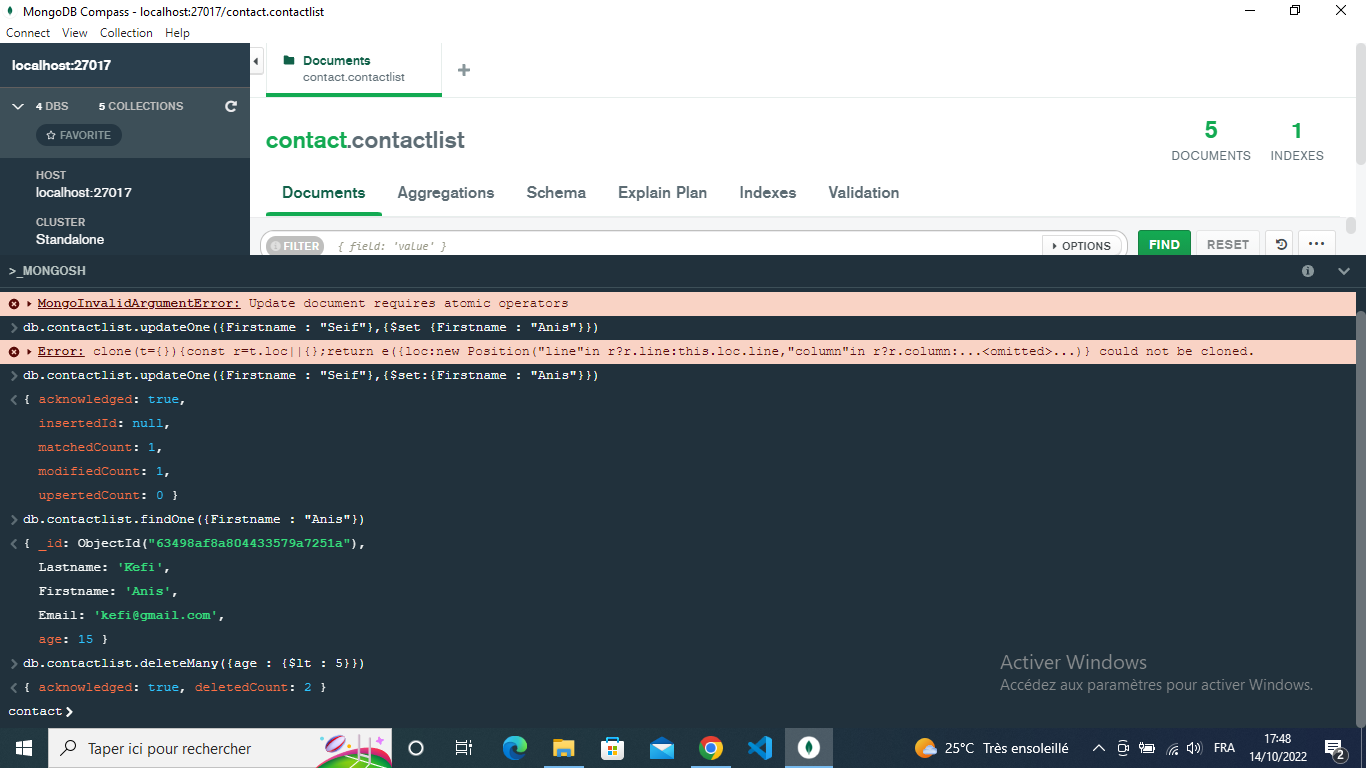 MongoDB Compass - localhost:27017/contact.contactlist
Connect View Collection Help
localhost:27017
4 DBS 5 COLLECTIONS
FAVORITE
HOST
localhost:27017
CLUSTER
Standalone
Documents
contact.contactlist
contact.contactlist
5
DOCUMENTS
1
INDEXES
Documents Aggregations Schema Explain Plan Indexes Validation
FILTER { field: 'value' } OPTIONS FIND RESET
>_MONGOSH
MongoInvalidArgumentError: Update document requires atomic operators
db.contactlist.updateOne({Firstname : "Seif"},{$set {Firstname : "Anis"}})
Error: clone(t={}){const r=t.loc||{};return e({loc:new Position("line"in r?r.line:this.loc.line,"column"in r?r.column:...<omitted>...)} could not be cloned.
db.contactlist.updateOne({Firstname : "Seif"},{$set:{Firstname : "Anis"}})
{ acknowledged: true,
insertedId: null,
matchedCount: 1,
modifiedCount: 1,
upsertedCount: 0 }
db.contactlist.findOne({Firstname : "Anis"})
{ _id: ObjectId("63498af8a804433579a7251a"),
Lastname: 'Kefi',
Firstname: 'Anis',
Email: 'kefi@gmail.com',
age: 15 }
db.contactlist.deleteMany({age : {$lt : 5}})
{ acknowledged: true, deletedCount: 2 }
contact>
Activer Windows
Accédez aux paramètres pour activer Windows.
Taper ici pour rechercher
25°C Très ensoleillé
FRA
17:48
14/10/2022
2